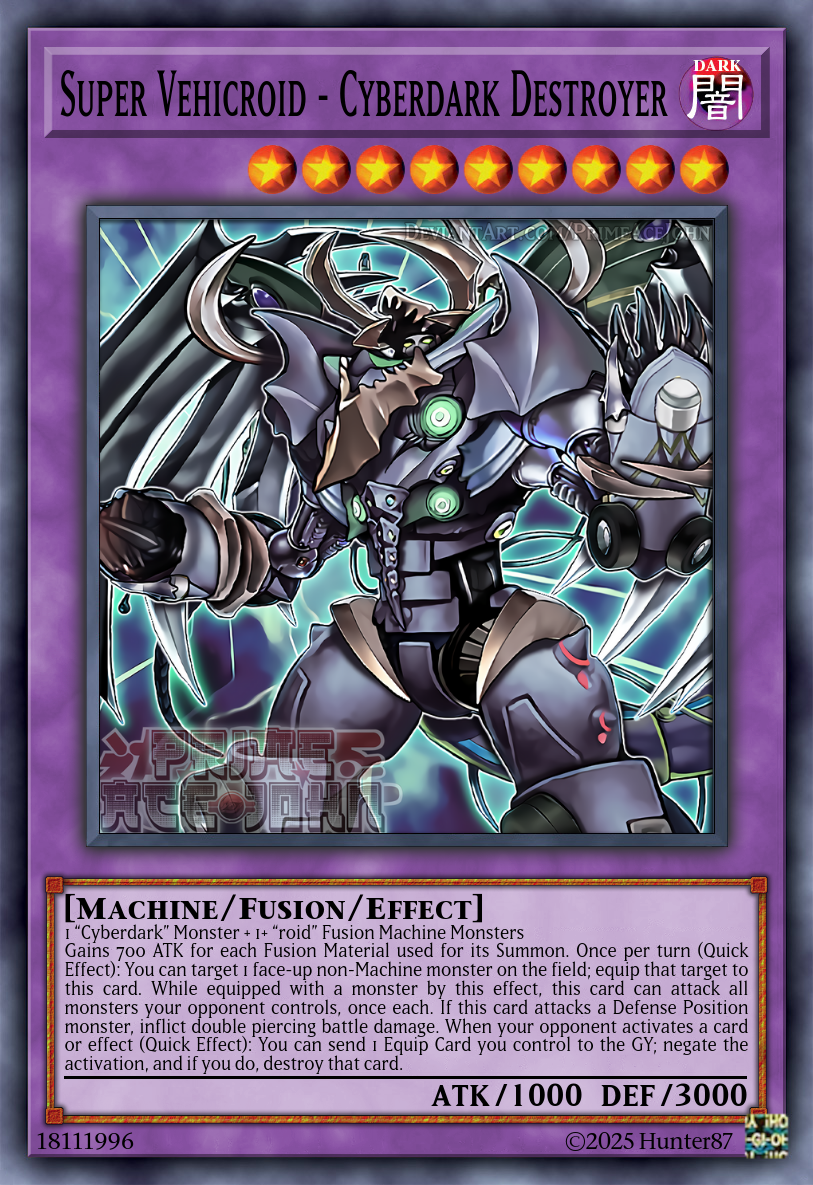 Super Vehicroid - Cyberdark Destroyer
DARK
闇
DeviantArt.com/PrimeAceJohn
PRIME
ACE JOHN
[Machine/Fusion/Effect]
1 “Cyberdark” Monster + 1+ “roid” Fusion Machine Monsters
Gains 700 ATK for each Fusion Material used for its Summon. Once per turn (Quick
Effect): You can target 1 face-up non-Machine monster on the field; equip that target to
this card. While equipped with a monster by this effect, this card can attack all
monsters your opponent controls, once each. If this card attacks a Defense Position
monster, inflict double piercing battle damage. When your opponent activates a card
or effect (Quick Effect): You can send 1 Equip Card you control to the GY; negate the
activation, and if you do, destroy that card.
ATK/1000 DEF/3000
18111996
©2025 Hunter87